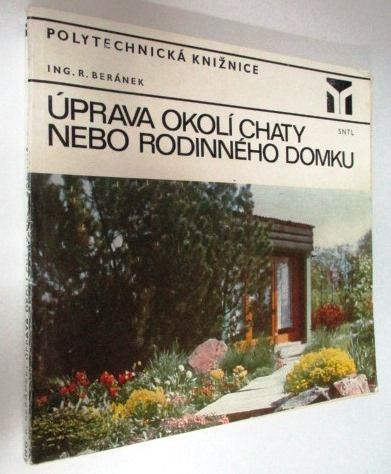 POLYTECHNICKÁ KNIŽNICE
ING. R. BERÁNEK
SNTL
ÚPRAVA OKOLÍ CHATY
NEBO RODINNÉHO DOMKU